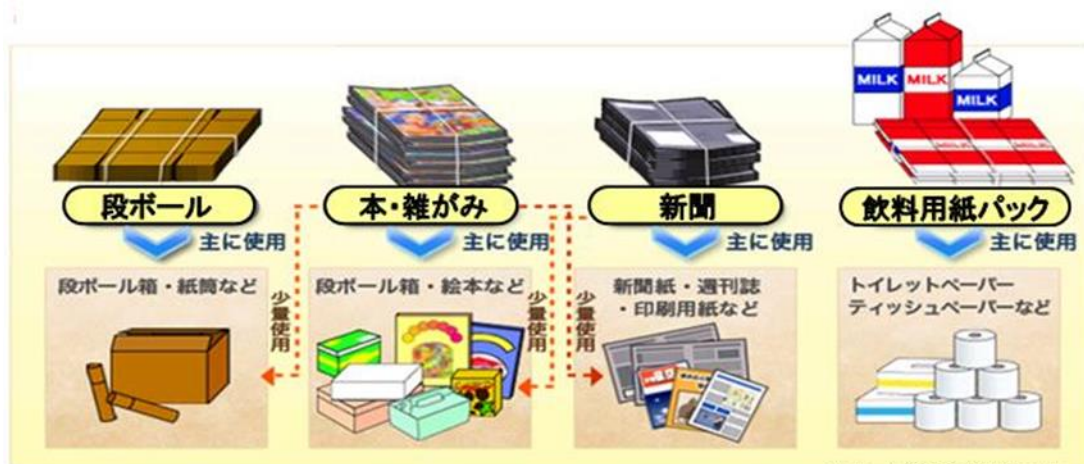 MILK
MILK
MILK
段ボール
本・雑がみ
新聞
飲料用紙パック
主に使用
主に使用
主に使用
主に使用
段ボール箱・紙筒など
少量使用
段ボール箱・絵本など
少量使用
少量使用
新聞紙・週刊誌
・印刷用紙など
トイレットペーパー
ティッシュペーパーなど